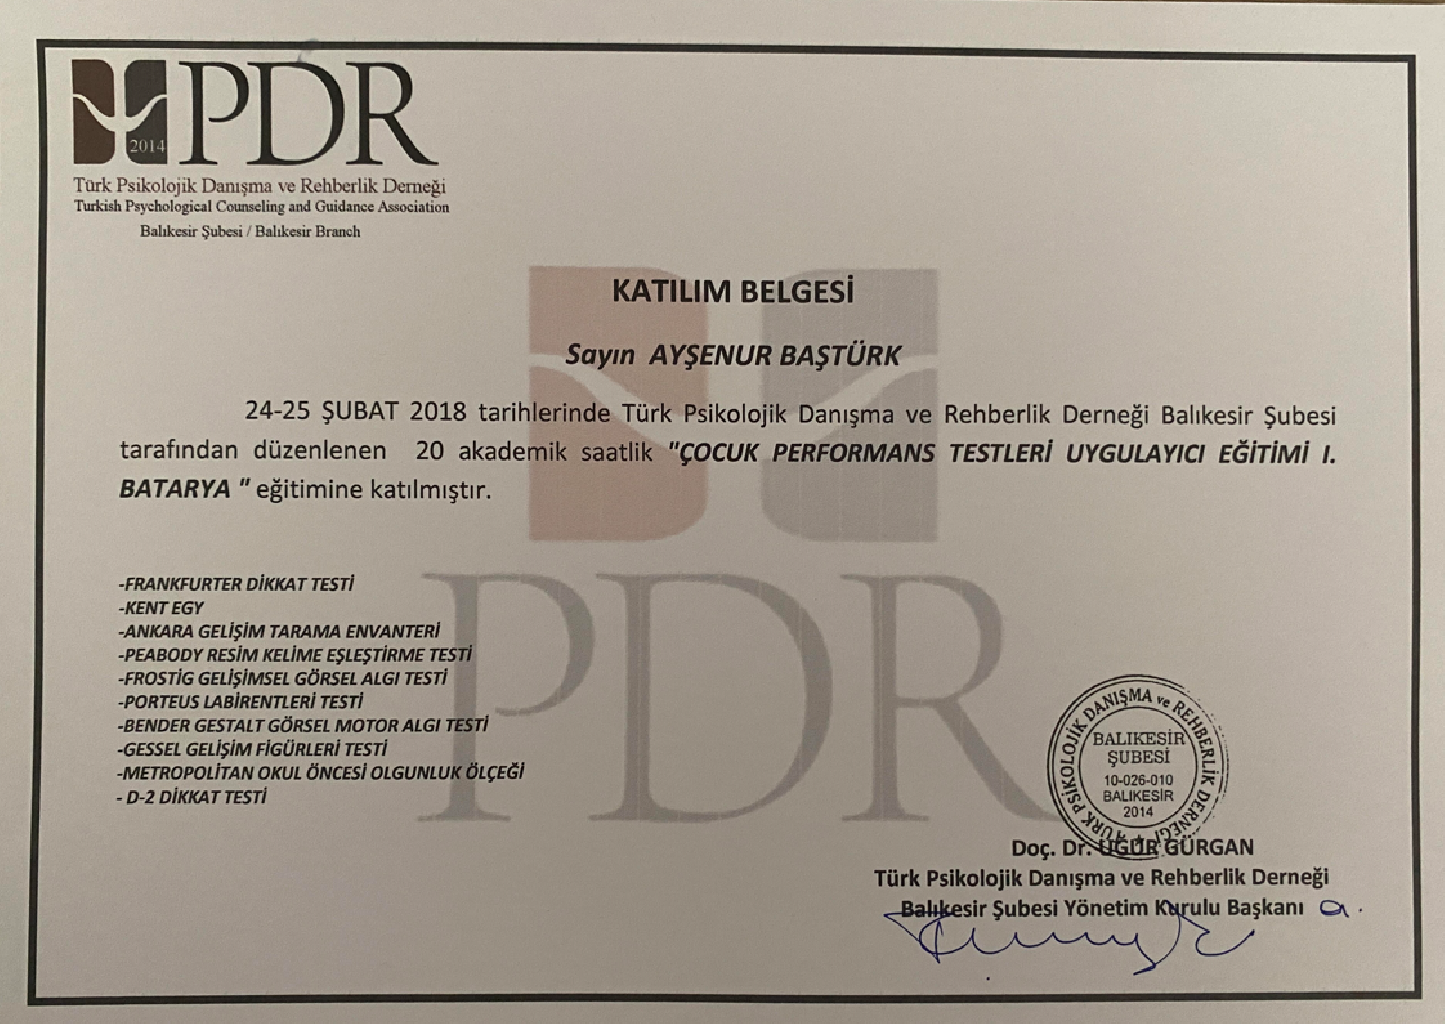 PDR
2014
Türk Psikolojik Danışma ve Rehberlik Derneği
Turkish Psychological Counseling and Guidance Association
Balıkesir Şubesi / Balıkesir Branch
KATILIM BELGESİ
Sayın AYŞENUR BAŞTÜRK
24-25 ŞUBAT 2018 tarihlerinde Türk Psikolojik Danışma ve Rehberlik Derneği Balıkesir Şubesi
tarafından düzenlenen 20 akademik saatlik "ÇOCUK PERFORMANS TESTLERİ UYGULAYICI EĞİTİMİ I.
BATARYA " eğitimine katılmıştır.
PDR
-FRANKFURTER DİKKAT TESTİ
-KENT EGY
-ANKARA GELİŞİM TARAMA ENVANTERİ
-PEABODY RESİM KELİME EŞLEŞTİRME TESTİ
-FROSTİG GELİŞİMSEL GÖRSEL ALGI TESTİ
-PORTEUS LABİRENTLERİ TESTİ
-BENDER GESTALT GÖRSEL MOTOR ALGI TESTİ
-GESSEL GELİŞİM FİGÜRLERİ TESTİ
-METROPOLİTAN OKUL ÖNCESİ OLGUNLUK ÖLÇEĞİ
- D-2 DİKKAT TESTİ
TÜRK PSİKOLOJİK DANIŞMA ve REHBERLİK DERNEĞİ
BALIKESİR
ŞUBESİ
10-026-010
BALIKESİR
2014
Doç. Dr. UĞUR GÜRGAN
Türk Psikolojik Danışma ve Rehberlik Derneği
Balıkesir Şubesi Yönetim Kurulu Başkanı a.